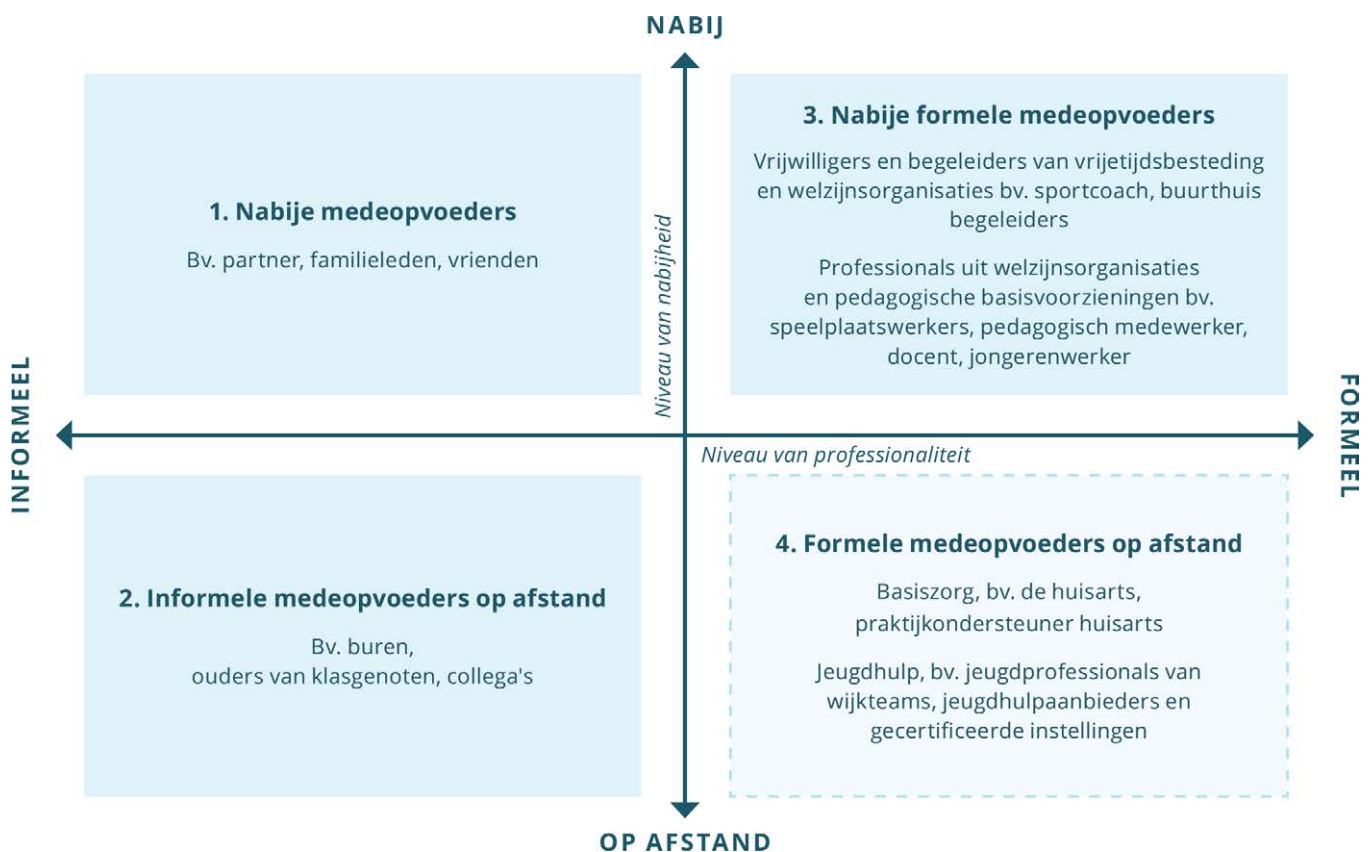 NABIJ
1. Nabije medeopvoeders
Bv. partner, familieleden, vrienden
Niveau van nabijheid
3. Nabije formele medeopvoeders
Vrijwilligers en begeleiders van vrijetijdsbesteding
en welzijnsorganisaties bv. sportcoach, buurthuis
begeleiders
Professionals uit welzijnsorganisaties
en pedagogische basisvoorzieningen bv.
speelplaatswerkers, pedagogisch medewerker,
docent, jongerenwerker
INFORMEEL
FORMEEL
Niveau van professionaliteit
2. Informele medeopvoeders op afstand
Bv. buren,
ouders van klasgenoten, collega's
4. Formele medeopvoeders op afstand
Basiszorg, bv. de huisarts,
praktijkondersteuner huisarts
Jeugdhulp, bv. jeugdprofessionals van
wijkteams, jeugdhulpaanbieders en
gecertificeerde instellingen
OP AFSTAND